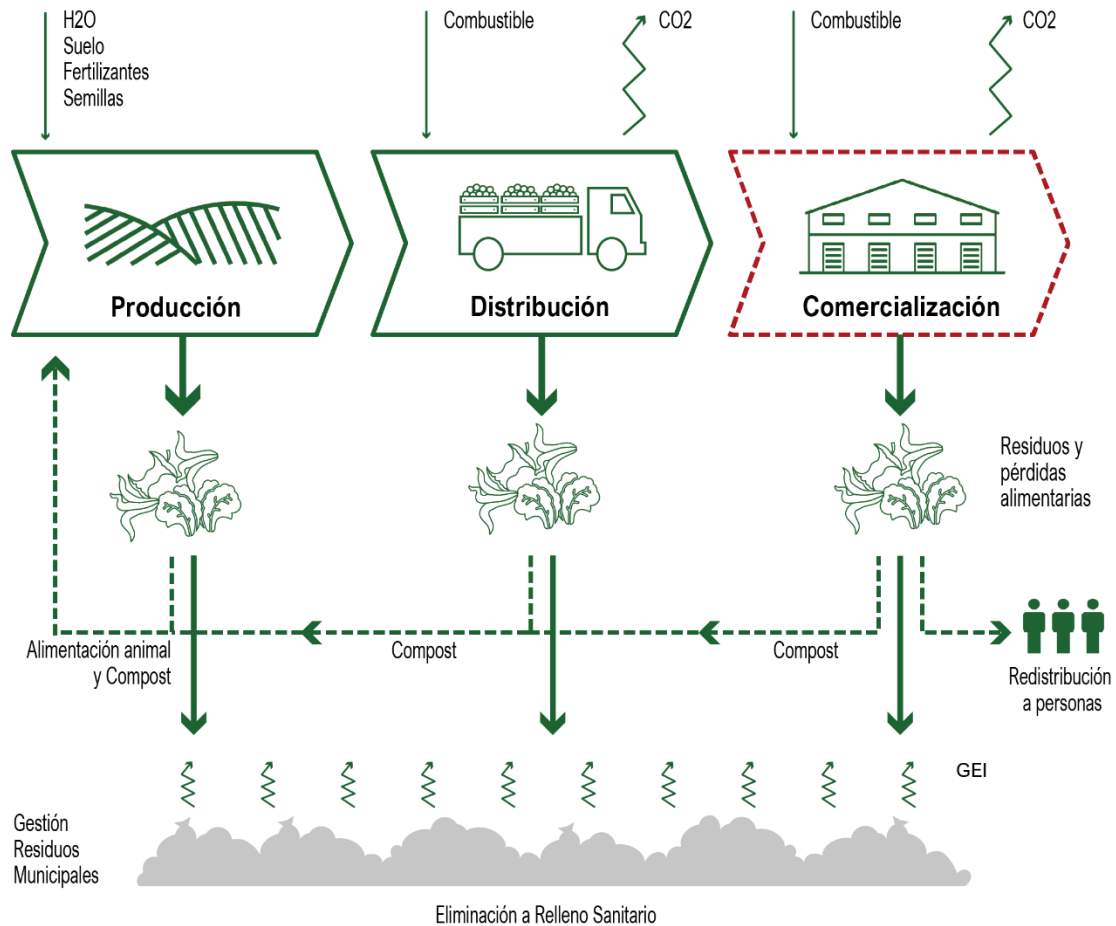 H2O
Suelo
Fertilizantes
Semillas
Combustible
CO2
Combustible
CO2
Producción
Distribución
Comercialización
Residuos y
pérdidas
alimentarias
Alimentación animal
y Compost
Compost
Compost
Redistribución
a personas
GEI
Gestión
Residuos
Municipales
Eliminación a Relleno Sanitario